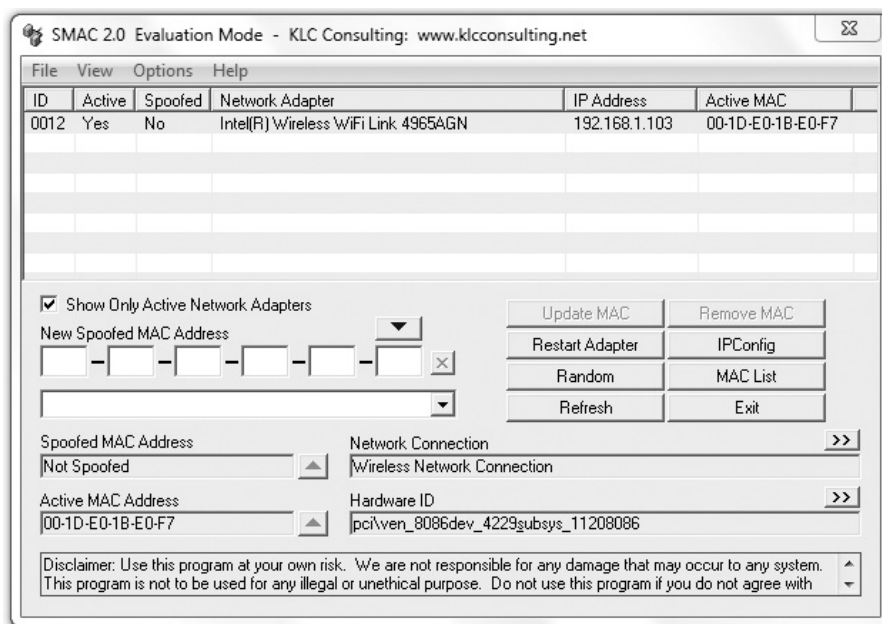 SMAC 2.0 Evaluation Mode - KLC Consulting: www.klcconsulting.net
File View Options Help
ID Active Spoofed Network Adapter IP Address Active MAC
0012 Yes No Intel(R) Wireless WiFi Link 4965AGN 192.168.1.103 00-1D-E0-1B-E0-F7
Show Only Active Network Adapters
New Spoofed MAC Address
Update MAC Remove MAC
Restart Adapter IPConfig
Random MAC List
Refresh Exit
Spoofed MAC Address
Not Spoofed
Network Connection
Wireless Network Connection
>>
Active MAC Address
00-1D-E0-1B-E0-F7
Hardware ID
pci\ven_8086dev_4229subsys_11208086
>>
Disclaimer: Use this program at your own risk. We are not responsible for any damage that may occur to any system.
This program is not to be used for any illegal or unethical purpose. Do not use this program if you do not agree with